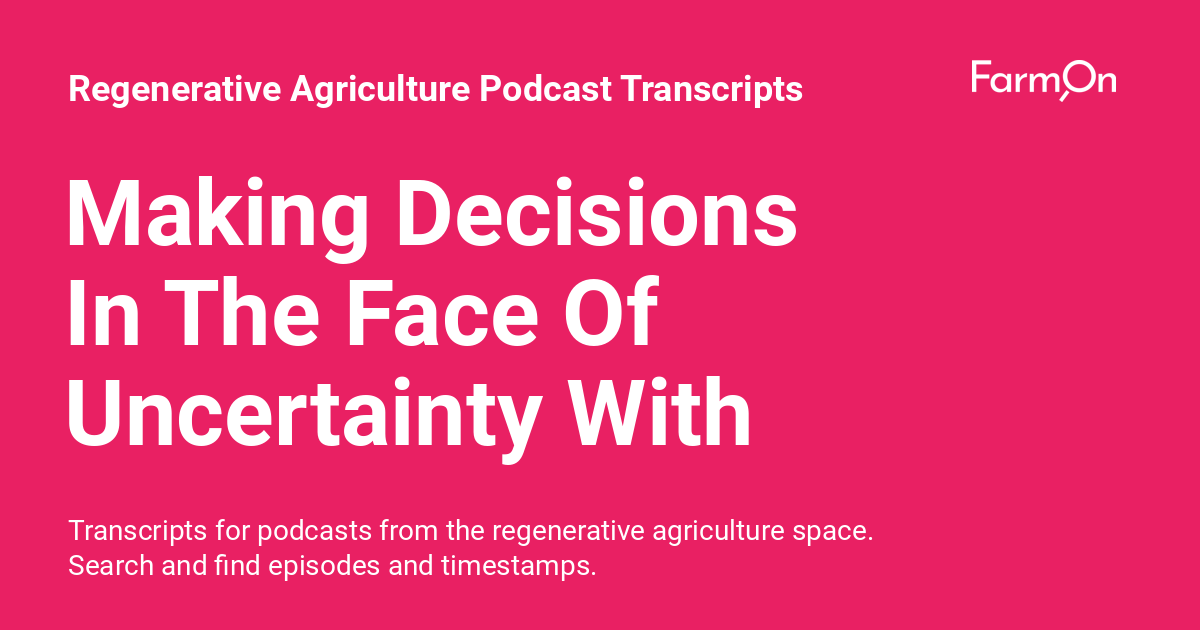 Regenerative Agriculture Podcast Transcripts
FarmOn
Making Decisions
In The Face Of
Uncertainty With
Transcripts for podcasts from the regenerative agriculture space.
Search and find episodes and timestamps.